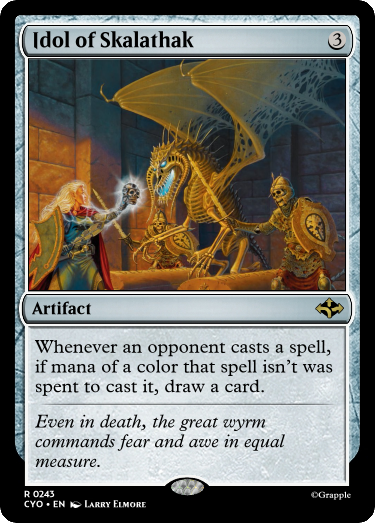 Idol of Skalathak
3
Artifact
Whenever an opponent casts a spell,
if mana of a color that spell isn't was
spent to cast it, draw a card.
Even in death, the great wyrm
commands fear and awe in equal
measure.
R 0243
CYO • EN Larry Elmore
©Grapple